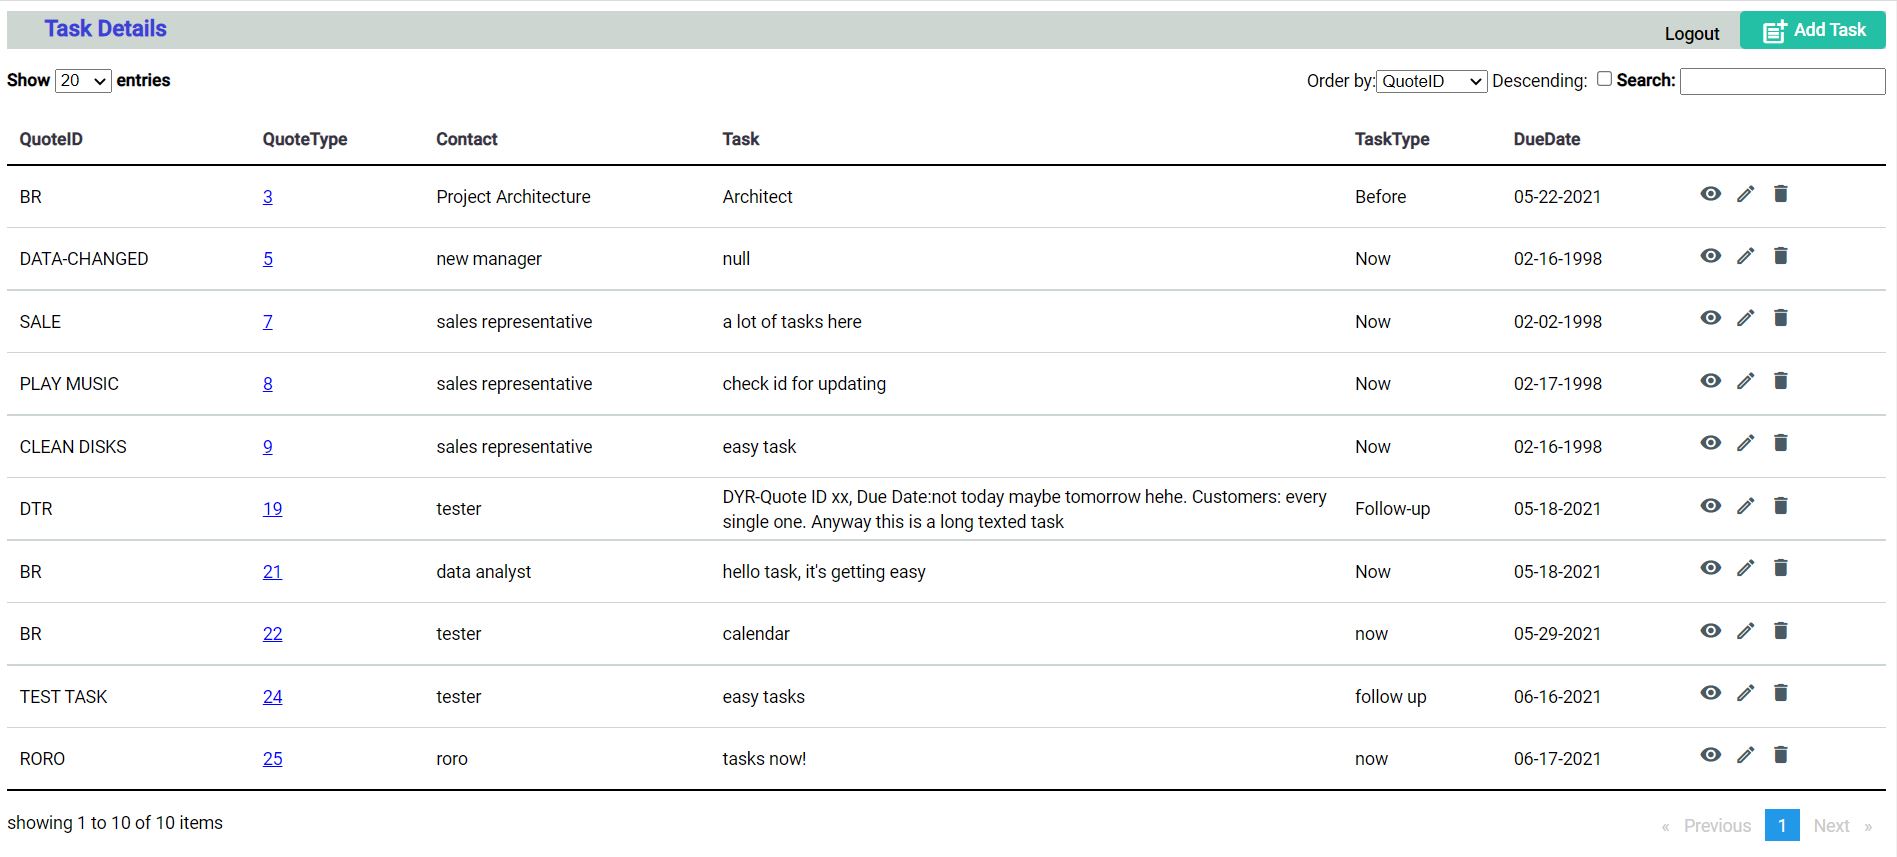 Task Details Logout Add Task
Show 20 entries Order by: QuoteID Descending: Search:
QuoteID QuoteType Contact Task TaskType DueDate
BR 3 Project Architecture Architect Before 05-22-2021
DATA-CHANGED 5 new manager null Now 02-16-1998
SALE 7 sales representative a lot of tasks here Now 02-02-1998
PLAY MUSIC 8 sales representative check id for updating Now 02-17-1998
CLEAN DISKS 9 sales representative easy task Now 02-16-1998
DTR 19 tester DYR-Quote ID xx, Due Date:not today maybe tomorrow hehe. Customers: every
single one. Anyway this is a long texted task Follow-up 05-18-2021
BR 21 data analyst hello task, it's getting easy Now 05-18-2021
BR 22 tester calendar now 05-29-2021
TEST TASK 24 tester easy tasks follow up 06-16-2021
RORO 25 roro tasks now! now 06-17-2021
showing 1 to 10 of 10 items « Previous 1 Next »